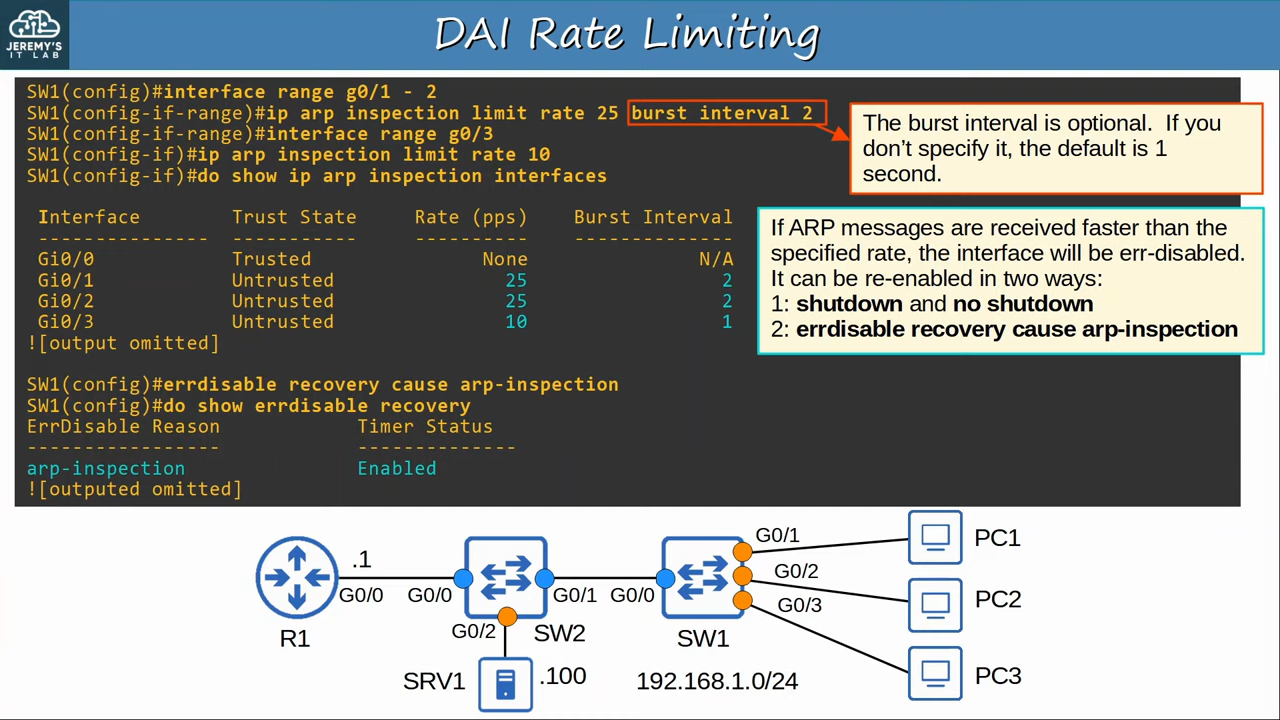 JEREMY'S
IT LAB
DAI Rate Limiting
SW1(config)#interface range g0/1 - 2
SW1(config-if-range)#ip arp inspection limit rate 25 burst interval 2
SW1(config-if-range)#interface range g0/3
SW1(config-if)#ip arp inspection limit rate 10
SW1(config-if)#do show ip arp inspection interfaces
Interface Trust State Rate (pps) Burst Interval
--------------- ----------- ---------- --------------
Gi0/0 Trusted None N/A
Gi0/1 Untrusted 25 2
Gi0/2 Untrusted 25 2
Gi0/3 Untrusted 10 1
![output omitted]
SW1(config)#errdisable recovery cause arp-inspection
SW1(config)#do show errdisable recovery
ErrDisable Reason Timer Status
----------------- --------------
arp-inspection Enabled
![outputed omitted]
The burst interval is optional. If you
don't specify it, the default is 1
second.
If ARP messages are received faster than the
specified rate, the interface will be err-disabled.
It can be re-enabled in two ways:
1: shutdown and no shutdown
2: errdisable recovery cause arp-inspection
.1
G0/0
G0/0
G0/1
G0/0
G0/1
G0/2
G0/3
G0/2
R1
SW2
SW1
PC1
PC2
PC3
SRV1
.100
192.168.1.0/24